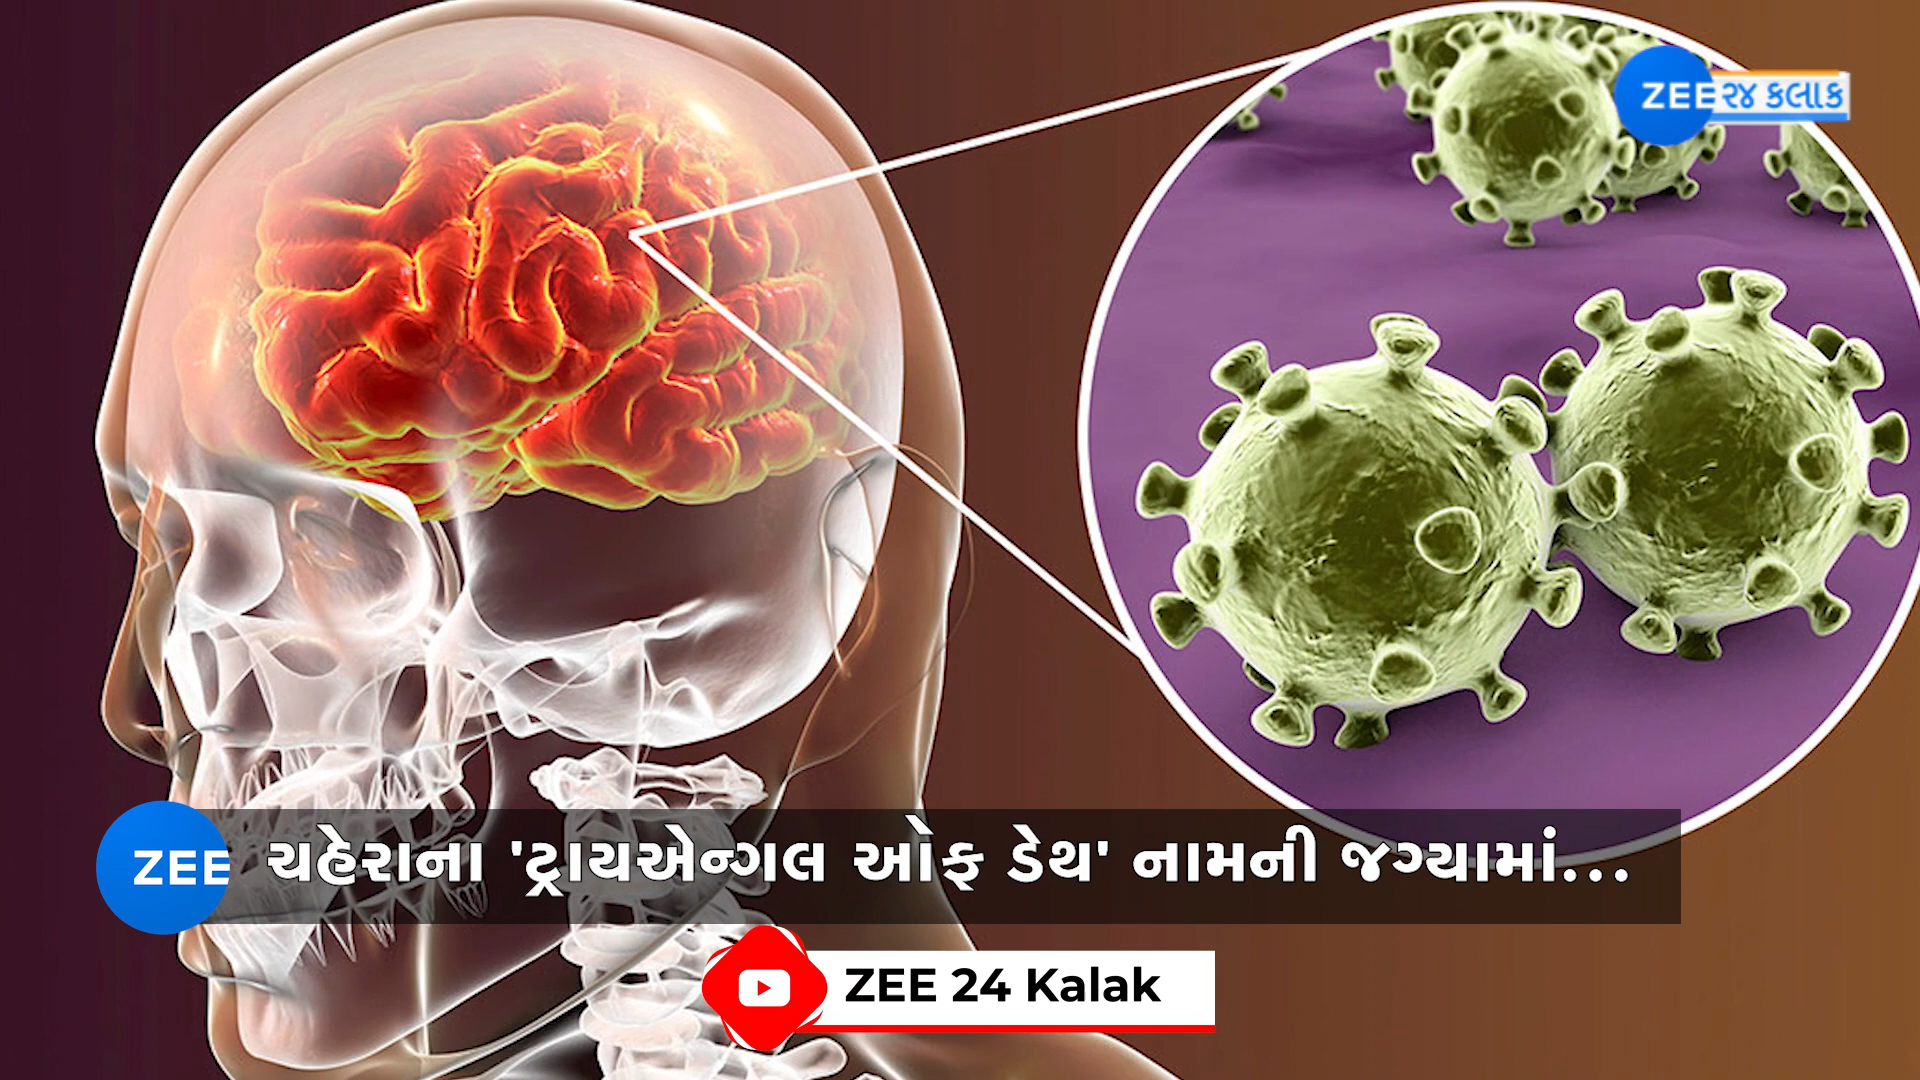 ZEE ૨૪ કલાક
ZEE ચહેરાના 'ટ્રાયએન્ગલ ઓફ ડેથ' નામની જગ્યામાં...
ZEE 24 Kalak